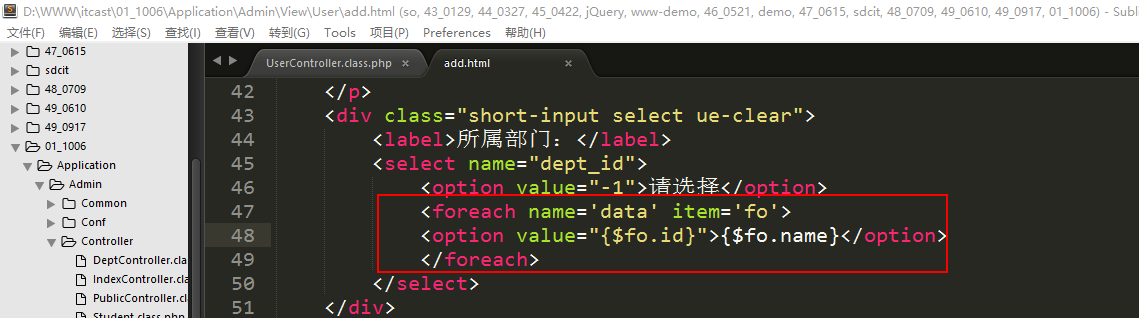 D:\WWW\itcast\01_1006\Application\Admin\View\User\add.html (so, 43_0129, 44_0327, 45_0422, jQuery, www-demo, 46_0521, demo, 47_0615, sdcit, 48_0709, 49_0610, 49_0917, 01_1006) - Subl
文件(F) 编辑(E) 选择(S) 查找(I) 查看(V) 转到(G) Tools 项目(P) Preferences 帮助(H)
47_0615
sdcit
48_0709
49_0610
49_0917
01_1006
Application
Admin
Common
Conf
Controller
DeptController.cla
IndexController.cl
PublicController.cl
Student.class.php
UserController.class.php ×
add.html ×
42 </p>
43 <div class="short-input select ue-clear">
44 <label>所属部门：</label>
45 <select name="dept_id">
46 <option value="-1">请选择</option>
47 <foreach name='data' item='fo'>
48 <option value="{$fo.id}">{$fo.name}</option>
49 </foreach>
50 </select>
51 </div>